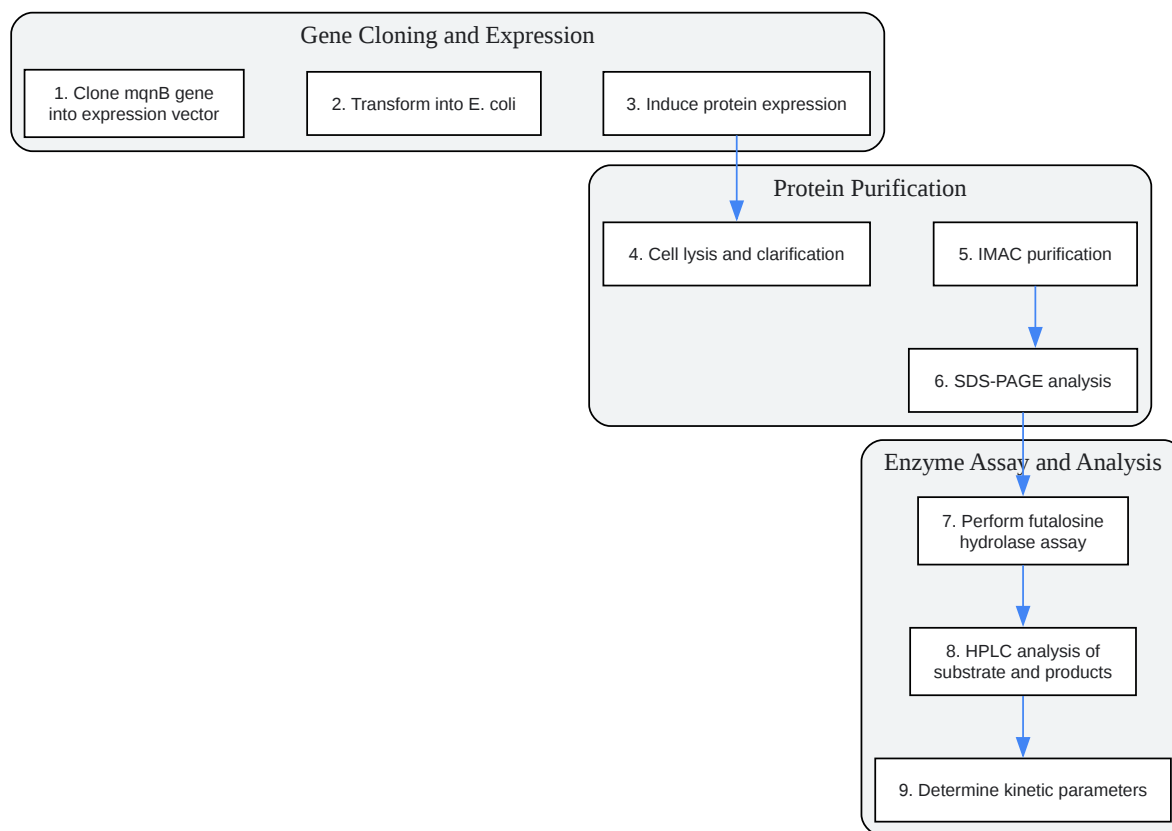 Gene Cloning and Expression
1. Clone mqnB gene
into expression vector
2. Transform into E. coli
3. Induce protein expression
Protein Purification
4. Cell lysis and clarification
5. IMAC purification
6. SDS-PAGE analysis
Enzyme Assay and Analysis
7. Perform futalosine
hydrolase assay
8. HPLC analysis of
substrate and products
9. Determine kinetic parameters